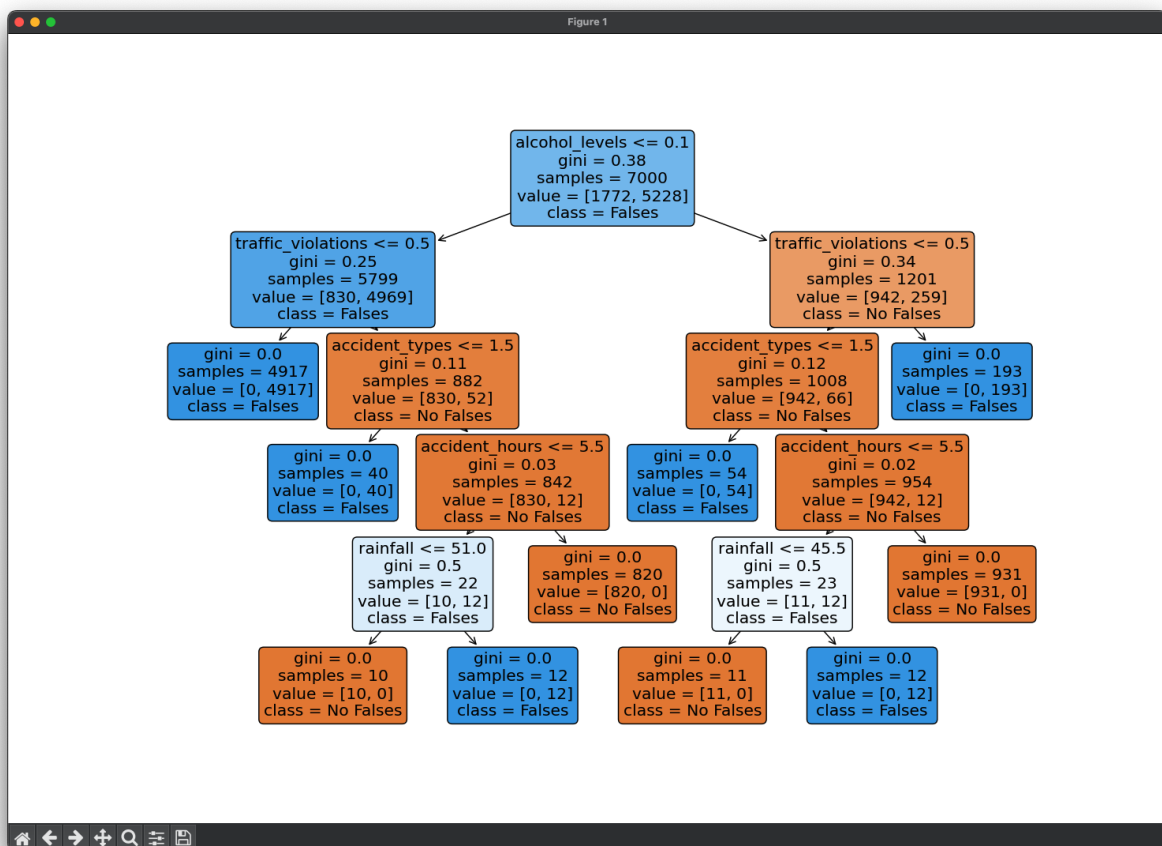 Figure 1
alcohol_levels <= 0.1
gini = 0.38
samples = 7000
value = [1772, 5228]
class = Falses
traffic_violations <= 0.5
gini = 0.25
samples = 5799
value = [830, 4969]
class = Falses
traffic_violations <= 0.5
gini = 0.34
samples = 1201
value = [942, 259]
class = No Falses
gini = 0.0
samples = 4917
value = [0, 4917]
class = Falses
accident_types <= 1.5
gini = 0.11
samples = 882
value = [830, 52]
class = No Falses
accident_types <= 1.5
gini = 0.12
samples = 1008
value = [942, 66]
class = No Falses
gini = 0.0
samples = 193
value = [0, 193]
class = Falses
gini = 0.0
samples = 40
value = [0, 40]
class = Falses
accident_hours <= 5.5
gini = 0.03
samples = 842
value = [830, 12]
class = No Falses
gini = 0.0
samples = 54
value = [0, 54]
class = Falses
accident_hours <= 5.5
gini = 0.02
samples = 954
value = [942, 12]
class = No Falses
rainfall <= 51.0
gini = 0.5
samples = 22
value = [10, 12]
class = Falses
gini = 0.0
samples = 820
value = [820, 0]
class = No Falses
rainfall <= 45.5
gini = 0.5
samples = 23
value = [11, 12]
class = Falses
gini = 0.0
samples = 931
value = [931, 0]
class = No Falses
gini = 0.0
samples = 10
value = [10, 0]
class = No Falses
gini = 0.0
samples = 12
value = [0, 12]
class = Falses
gini = 0.0
samples = 11
value = [11, 0]
class = No Falses
gini = 0.0
samples = 12
value = [0, 12]
class = Falses